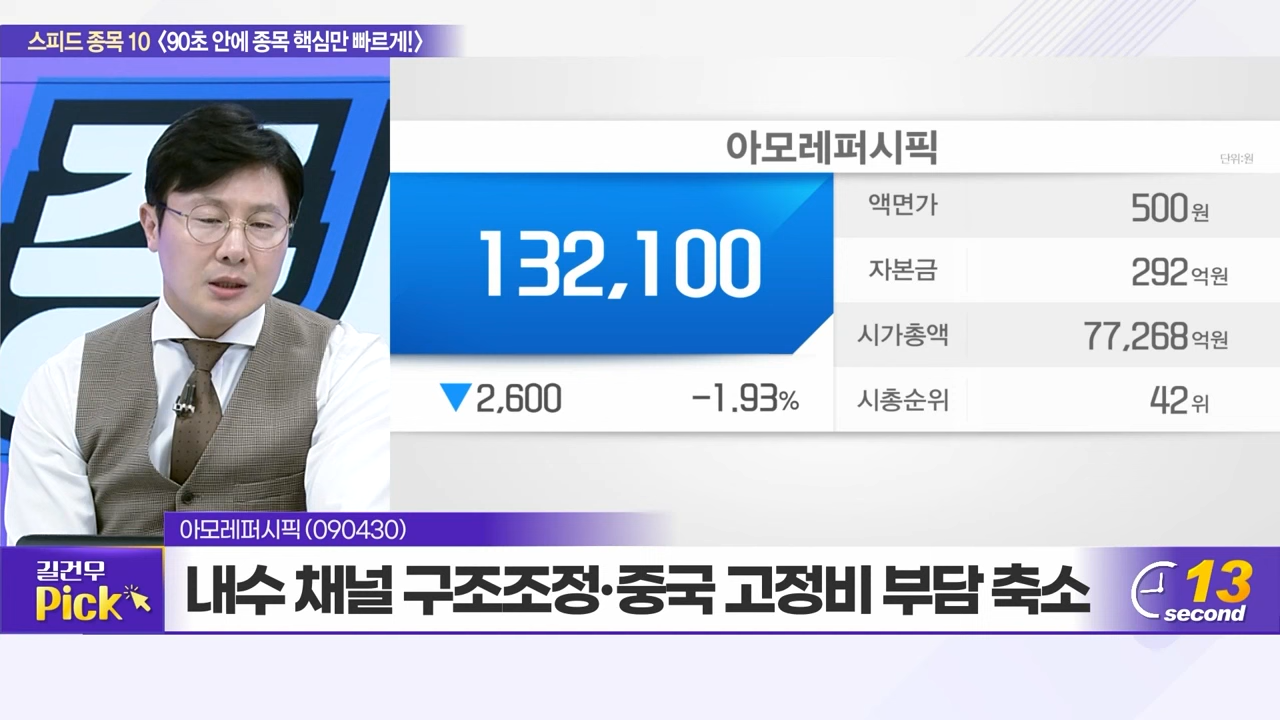 스피드 종목 10 〈90초 안에 종목 핵심만 빠르게!〉
아모레퍼시픽
단위:원
132,100
▼2,600 -1.93%
액면가 500원
자본금 292억원
시가총액 77,268억원
시총순위 42위
아모레퍼시픽 (090430)
길건무
Pick
내수 채널 구조조정·중국 고정비 부담 축소
13
second